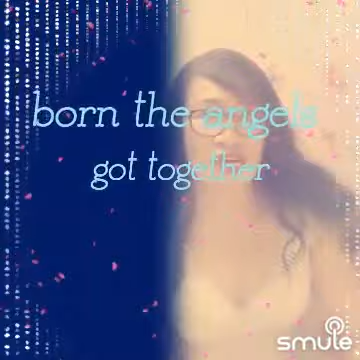 born the angels
got together
smule